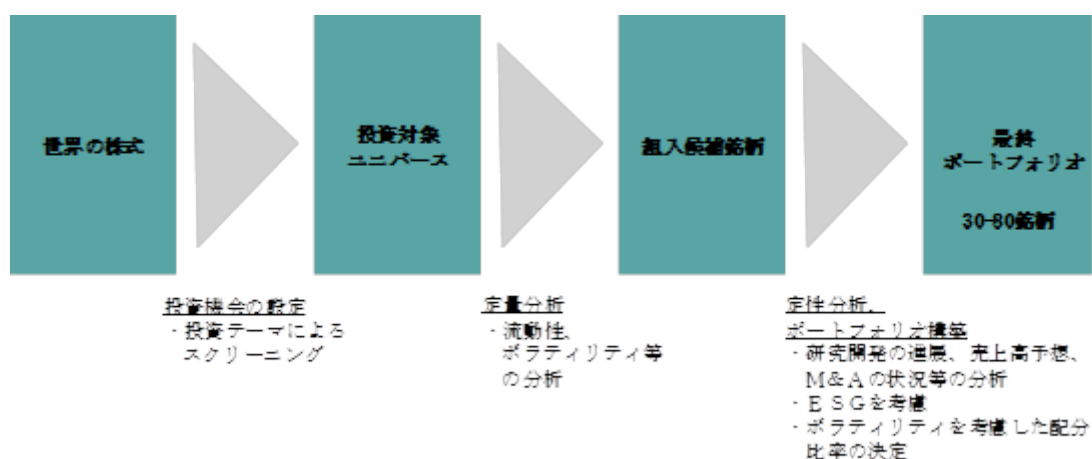 世界の株式
投資対象
ユニバース
組入候補銘柄
最終
ポートフォリオ
30-80銘柄
投資機会の設定
・投資テーマによる
スクリーニング
定量分析
・流動性、
ボラティリティ等
の分析
定性分析、
ポートフォリオ構築
・研究開発の進展、売上高予想、
M&Aの状況等の分析
・ESGを考慮
・ボラティリティを考慮した配分
比率の決定